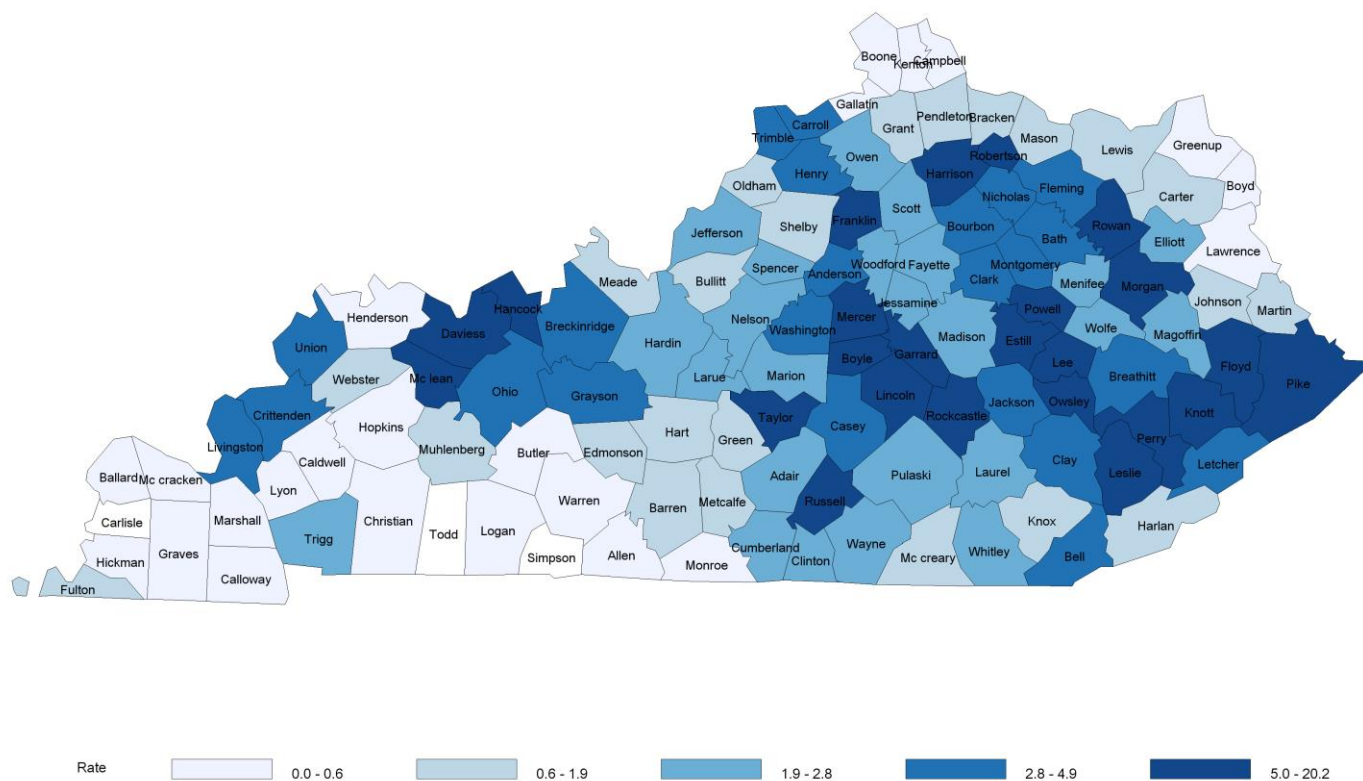 Boone
Kenton
Campbell
Gallatin
Grant
Pendleton
Bracken
Mason
Lewis
Greenup
Boyd
Carroll
Trimble
Owen
Henry
Harrison
Robertson
Nicholas
Fleming
Carter
Oldham
Shelby
Franklin
Scott
Bourbon
Bath
Rowan
Elliott
Lawrence
Jefferson
Spencer
Anderson
Woodford
Fayette
Clark
Montgomery
Menifee
Morgan
Johnson
Martin
Meade
Bullitt
Nelson
Washington
Mercer
Jessamine
Madison
Powell
Wolfe
Magoffin
Henderson
Daviess
Hancock
Breckinridge
Hardin
Larue
Marion
Boyle
Garrard
Estill
Lee
Breathitt
Floyd
Pike
Union
Webster
Mc lean
Ohio
Grayson
Taylor
Casey
Lincoln
Rockcastle
Jackson
Owsley
Perry
Knott
Crittenden
Livingston
Hopkins
Muhlenberg
Butler
Edmonson
Hart
Green
Adair
Russell
Pulaski
Laurel
Clay
Leslie
Letcher
Ballard
Mc cracken
Lyon
Caldwell
Warren
Barren
Metcalfe
Carlisle
Marshall
Trigg
Christian
Todd
Logan
Simpson
Allen
Monroe
Cumberland
Clinton
Wayne
Mc creary
Whitley
Knox
Bell
Harlan
Hickman
Graves
Calloway
Fulton
Rate 0.0 - 0.6 0.6 - 1.9 1.9 - 2.8 2.8 - 4.9 5.0 - 20.2